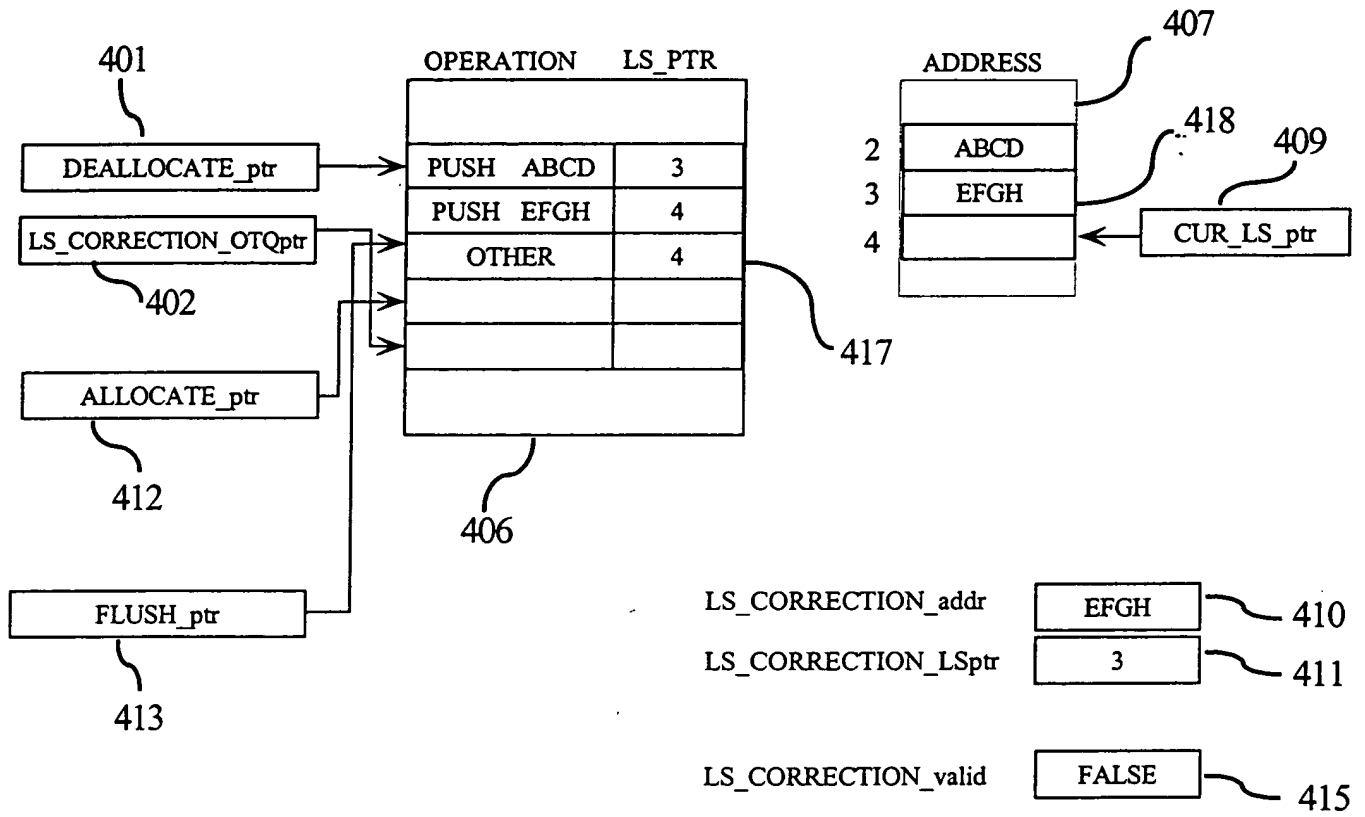 401
OPERATION LS_PTR
ADDRESS
407
418
409
DEALLOCATE_ptr
PUSH ABCD 3
2 ABCD
LS_CORRECTION_OTQptr
PUSH EFGH 4
3 EFGH
OTHER 4
4
CUR_LS_ptr
402
417
ALLOCATE_ptr
412
406
FLUSH_ptr
413
LS_CORRECTION_addr EFGH 410
LS_CORRECTION_LSptr 3 411
LS_CORRECTION_valid FALSE 415